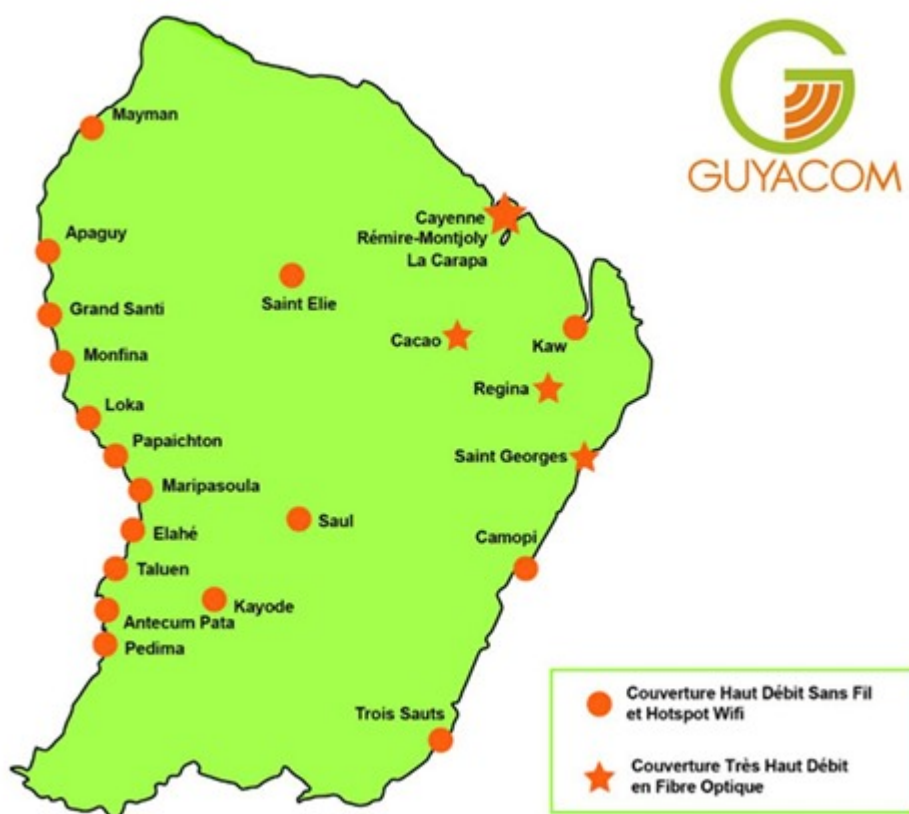 GUYACOM
Mayman
Cayenne
Rémire-Montjoly
La Carapa
Apaguy
Saint Elie
Grand Santi
Cacao
Kaw
Monfina
Regina
Loka
Papaichton
Saint Georges
Maripasoula
Saul
Elahé
Camopi
Taluen
Kayode
Antecum Pata
Pedima
Trois Sauts
Couverture Haut Débit Sans Fil
et Hotspot Wifi
Couverture Très Haut Débit
en Fibre Optique